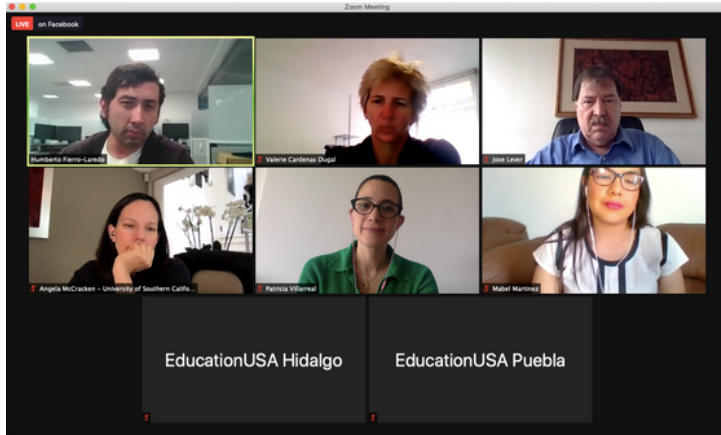 Zoom Meeting
LIVE on Facebook
Humberto Fierro-Laredo
Valerie Cardenas Dugal
Jose Lever
Angela McCracken - University of Southern Califo...
Patricia Villarreal
Mabel Martinez
EducationUSA Hidalgo
EducationUSA Puebla